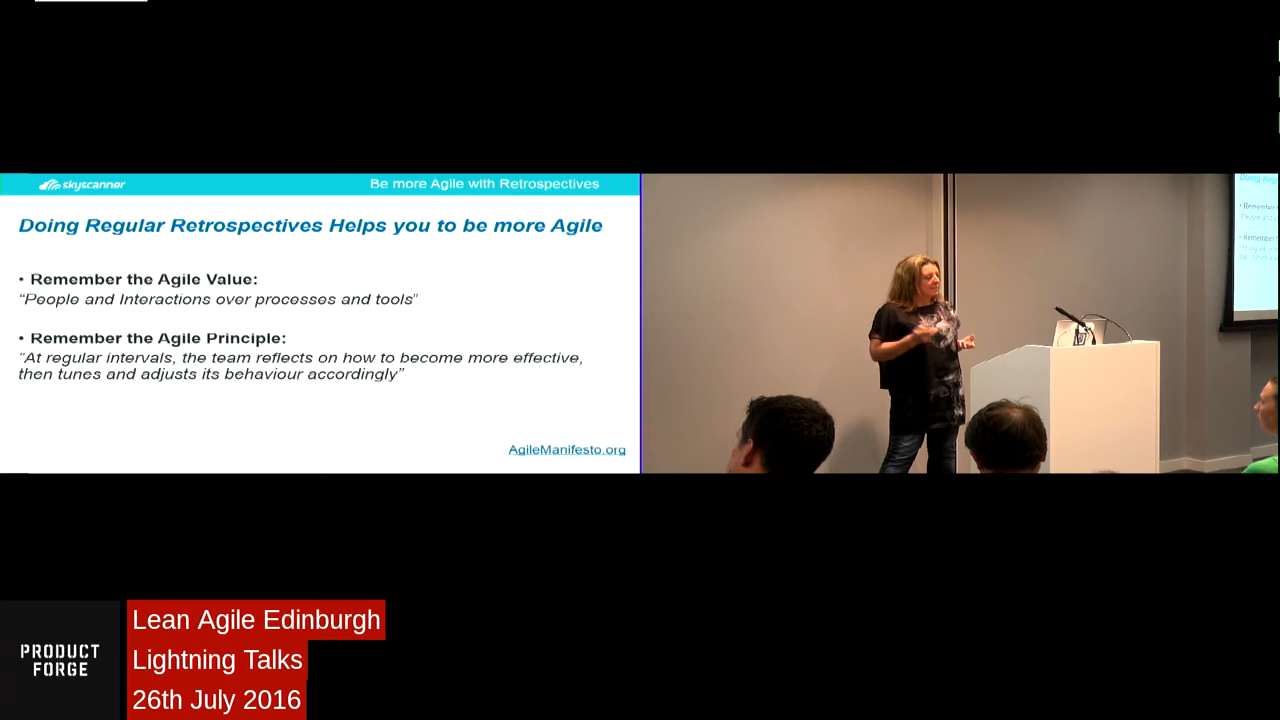 skyscanner
Be more Agile with Retrospectives
Doing Regular Retrospectives Helps you to be more Agile
• Remember the Agile Value:
“People and Interactions over processes and tools”
• Remember the Agile Principle:
“At regular intervals, the team reflects on how to become more effective,
then tunes and adjusts its behaviour accordingly”
AgileManifesto.org
PRODUCT
FORGE
Lean Agile Edinburgh
Lightning Talks
26th July 2016